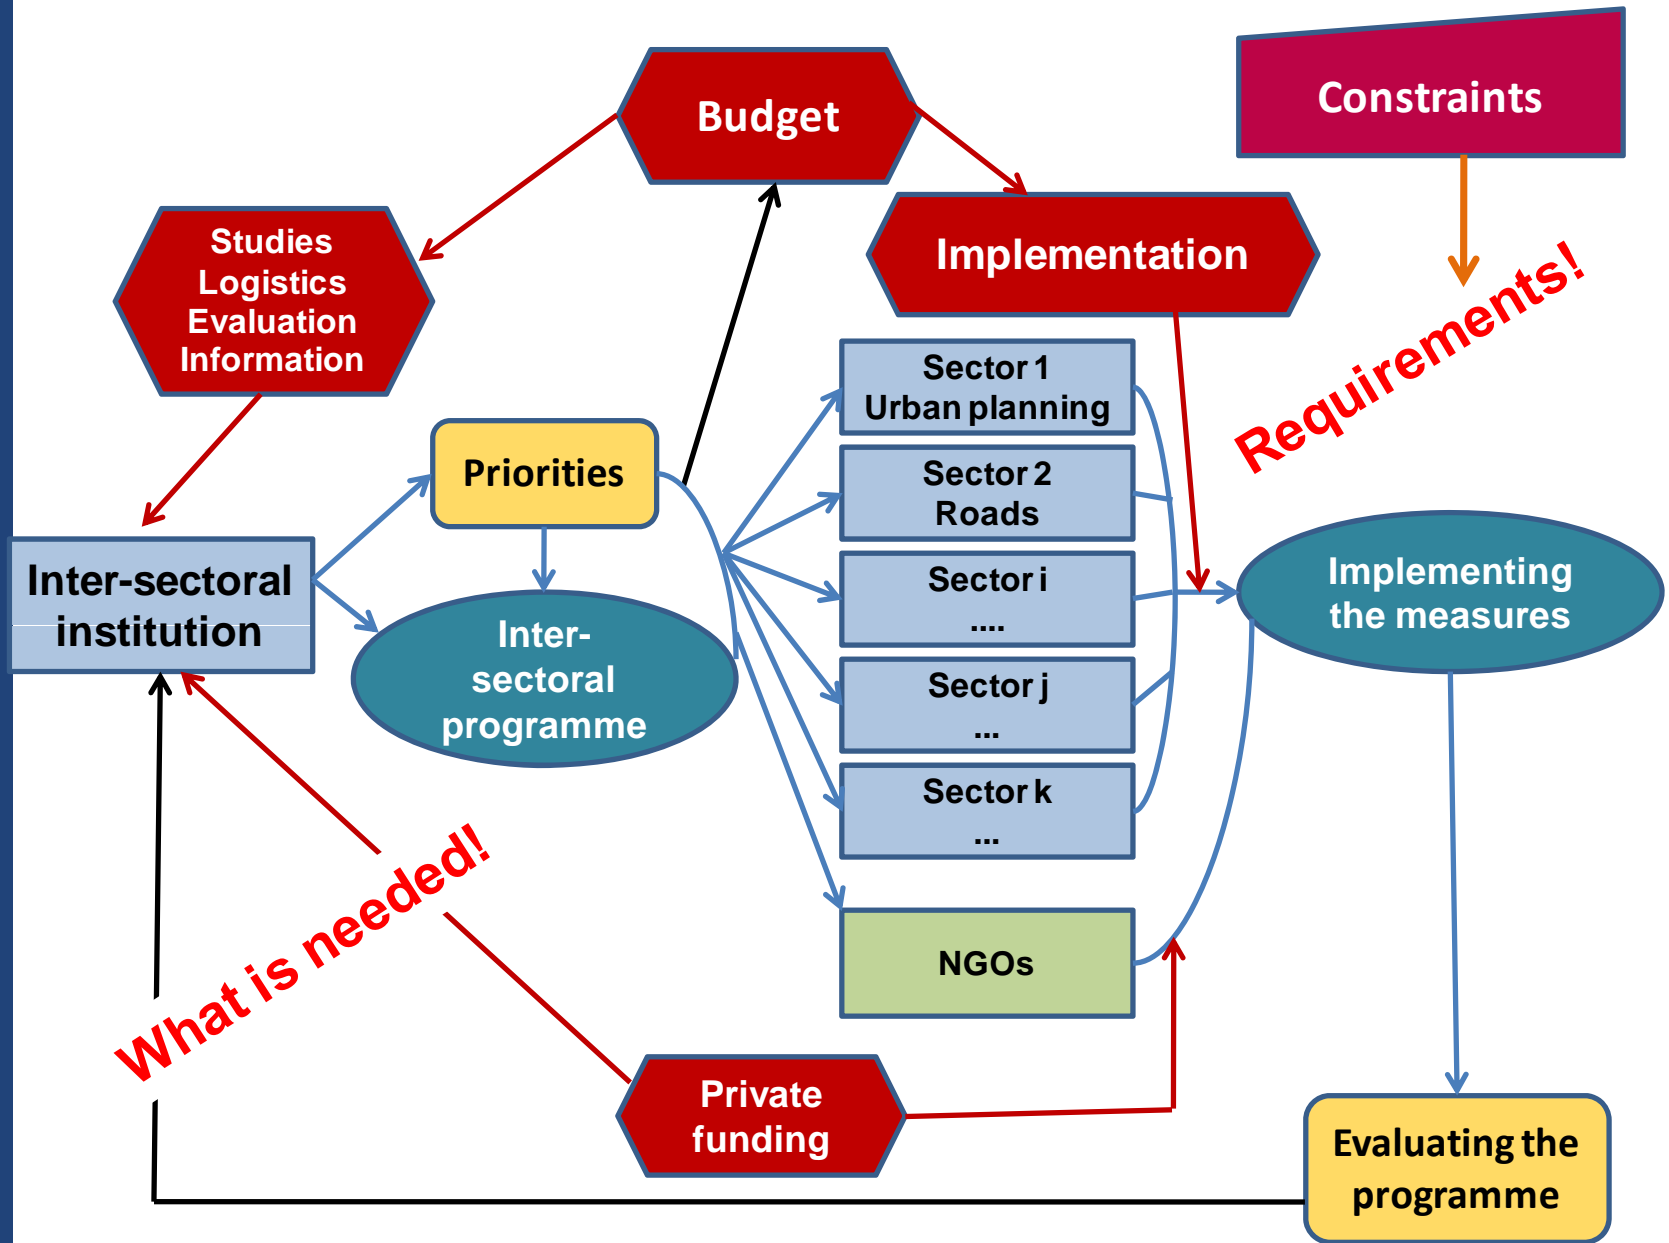 Budget
Constraints
Studies
Logistics
Evaluation
Information
Implementation
Requirements!
Sector 1
Urban planning
Priorities
Sector 2
Roads
Inter-sectoral
institution
Inter-
sectoral
programme
Sector i
....
Implementing
the measures
Sector j
...
Sector k
...
What is needed!
NGOs
Private
funding
Evaluating the
programme